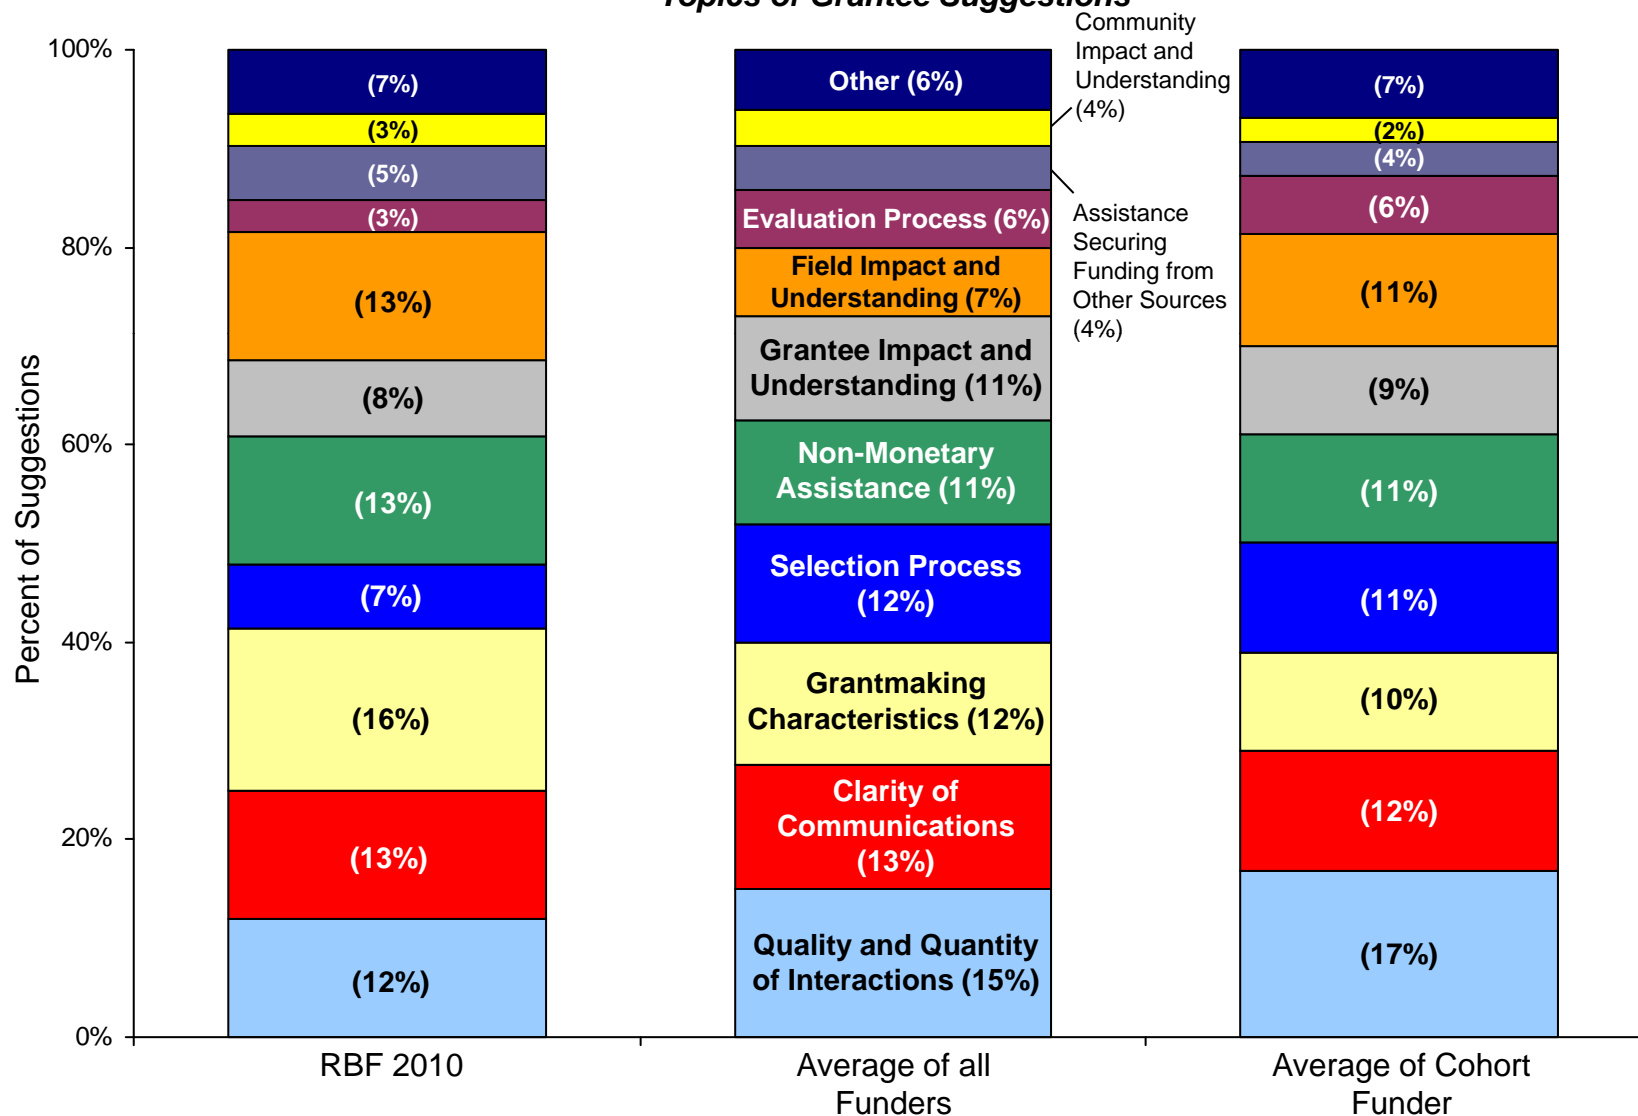 Topics of Grantee Suggestions
Percent of Suggestions
100%
80%
60%
40%
20%
0%
(7%)
(3%)
(5%)
(3%)
(13%)
(8%)
(13%)
(7%)
(16%)
(13%)
(12%)
RBF 2010
Other (6%)
Community
Impact and
Understanding
(4%)
Assistance
Securing
Funding from
Other Sources
(4%)
Evaluation Process (6%)
Field Impact and
Understanding (7%)
Grantee Impact and
Understanding (11%)
Non-Monetary
Assistance (11%)
Selection Process
(12%)
Grantmaking
Characteristics (12%)
Clarity of
Communications
(13%)
Quality and Quantity
of Interactions (15%)
Average of all
Funders
(7%)
(2%)
(4%)
(6%)
(11%)
(9%)
(11%)
(11%)
(10%)
(12%)
(17%)
Average of Cohort
Funder